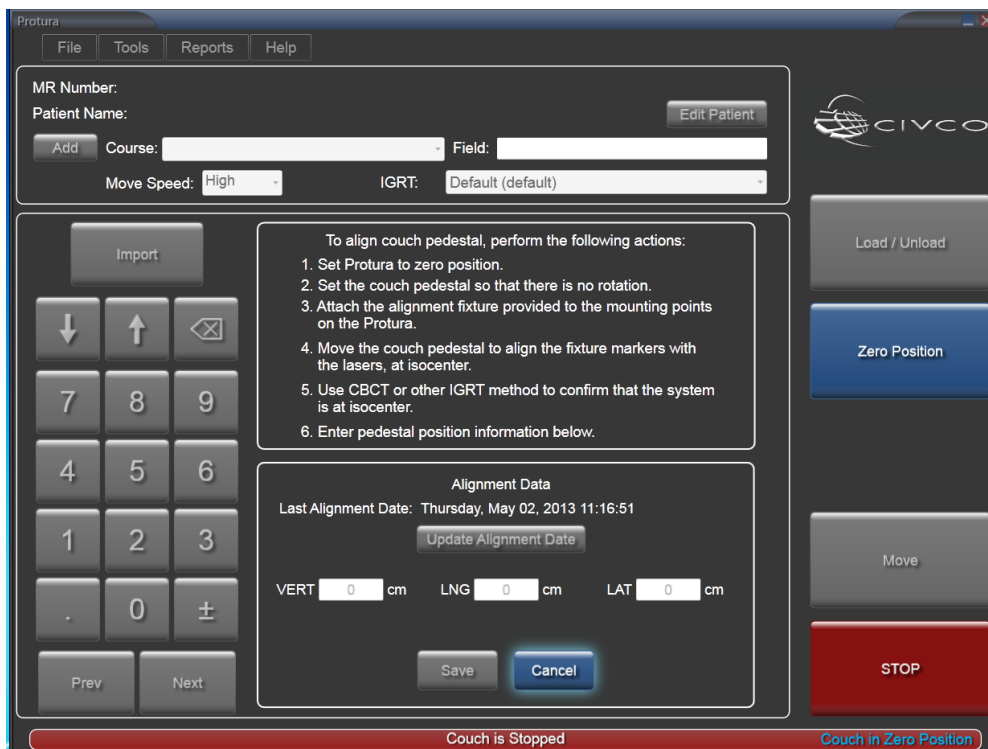 Protura
File Tools Reports Help
MR Number:
Patient Name:
Edit Patient
Add Course: Field:
Move Speed: High IGRT: Default (default)
CIVCO
Import
7 8 9
4 5 6
1 2 3
. 0 ±
Prev Next
To align couch pedestal, perform the following actions:
1. Set Protura to zero position.
2. Set the couch pedestal so that there is no rotation.
3. Attach the alignment fixture provided to the mounting points
on the Protura.
4. Move the couch pedestal to align the fixture markers with
the lasers, at isocenter.
5. Use CBCT or other IGRT method to confirm that the system
is at isocenter.
6. Enter pedestal position information below.
Alignment Data
Last Alignment Date: Thursday, May 02, 2013 11:16:51
Update Alignment Date
VERT 0 cm LNG 0 cm LAT 0 cm
Save Cancel
Load / Unload
Zero Position
Move
STOP
Couch is Stopped
Couch in Zero Position